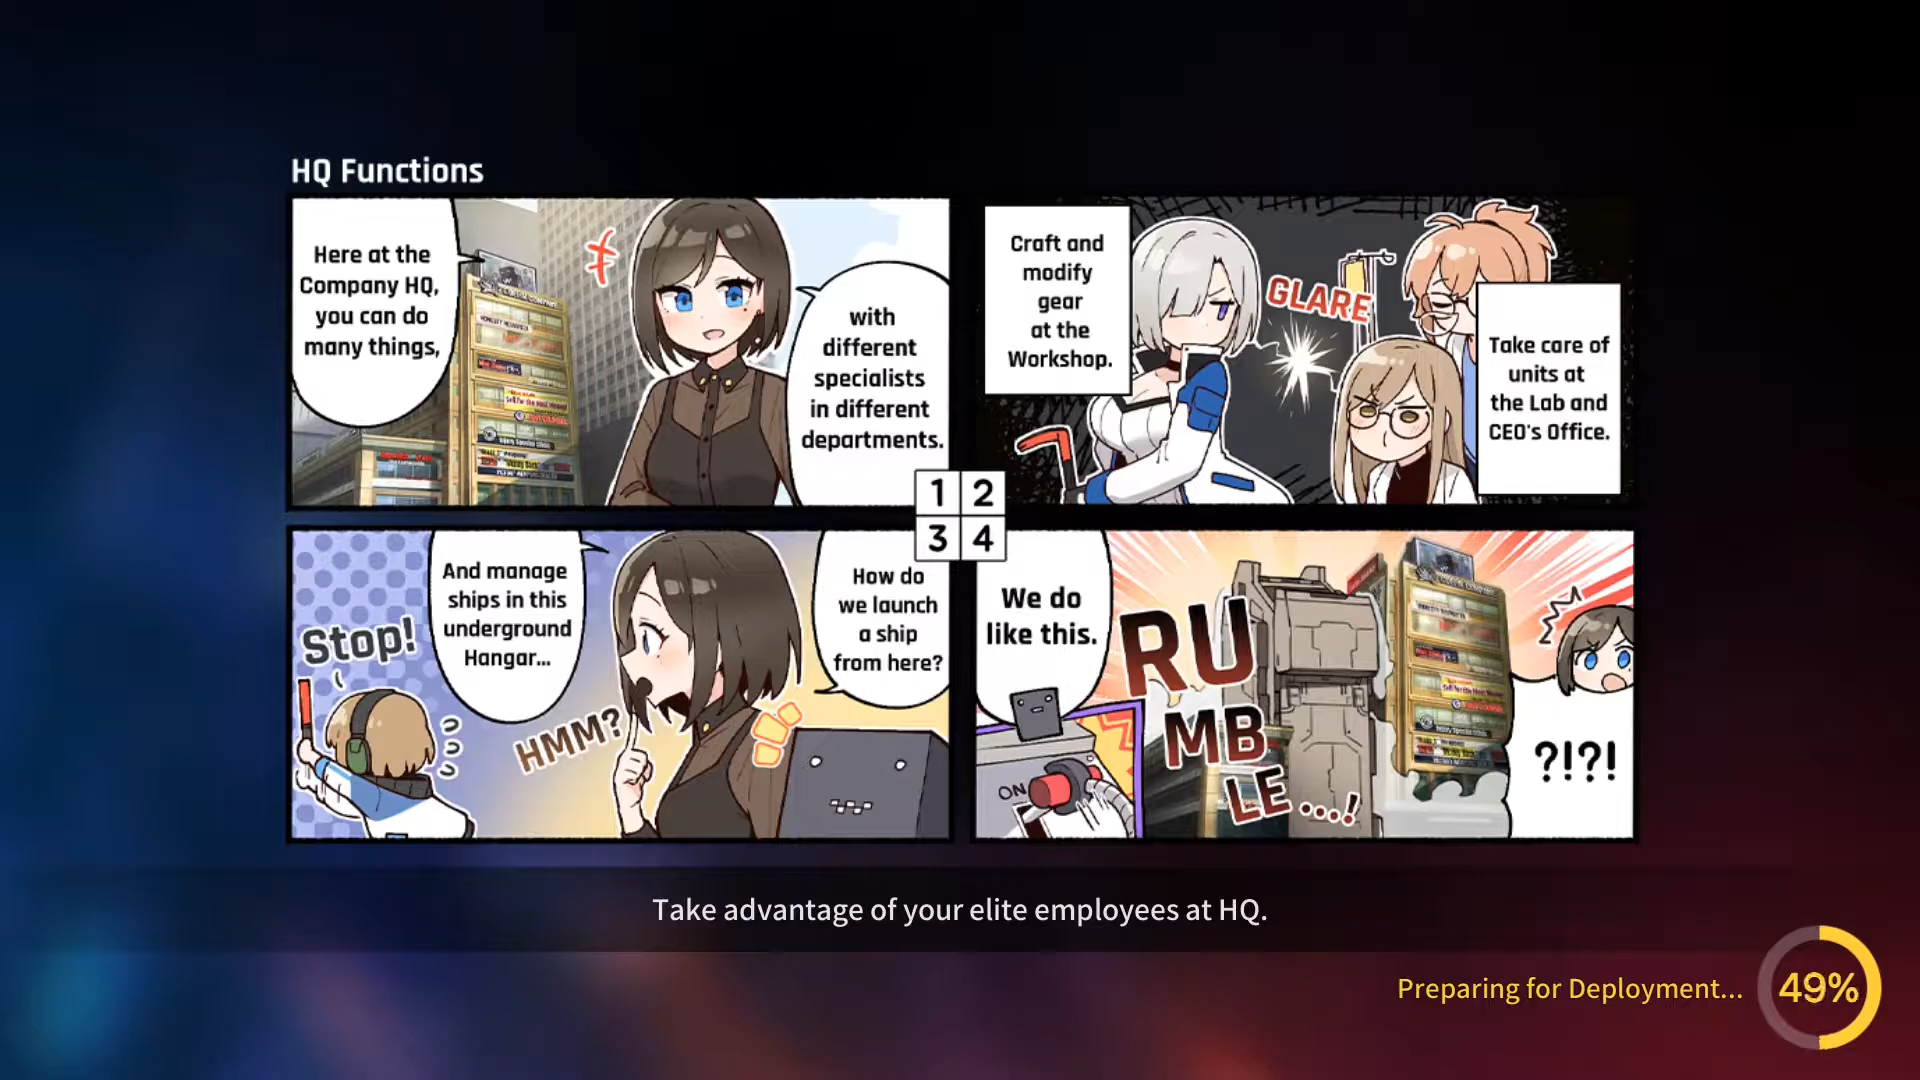 HQ Functions
Here at the
Company HQ,
you can do
many things,
with
different
specialists
in different
departments.
Craft and
modify
gear
at the
Workshop.
GLARE
Take care of
units at
the Lab and
CEO's Office.
1 2
3 4
Stop!
And manage
ships in this
underground
Hangar...
HMM?
How do
we launch
a ship
from here?
We do
like this.
ON
RU
MB
LE...!
?!?!
Take advantage of your elite employees at HQ.
Preparing for Deployment...
49%